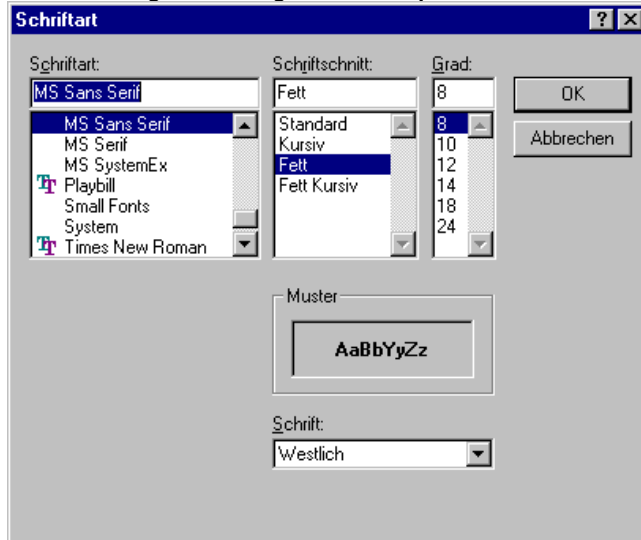 Schriftart
Schriftart:
MS Sans Serif
MS Sans Serif
MS Serif
MS SystemEx
Playbill
Small Fonts
System
Times New Roman
Schriftschnitt:
Fett
Standard
Kursiv
Fett
Fett Kursiv
Grad:
8
8
10
12
14
18
24
OK
Abbrechen
Muster
AaBbYyZz
Schrift:
Westlich